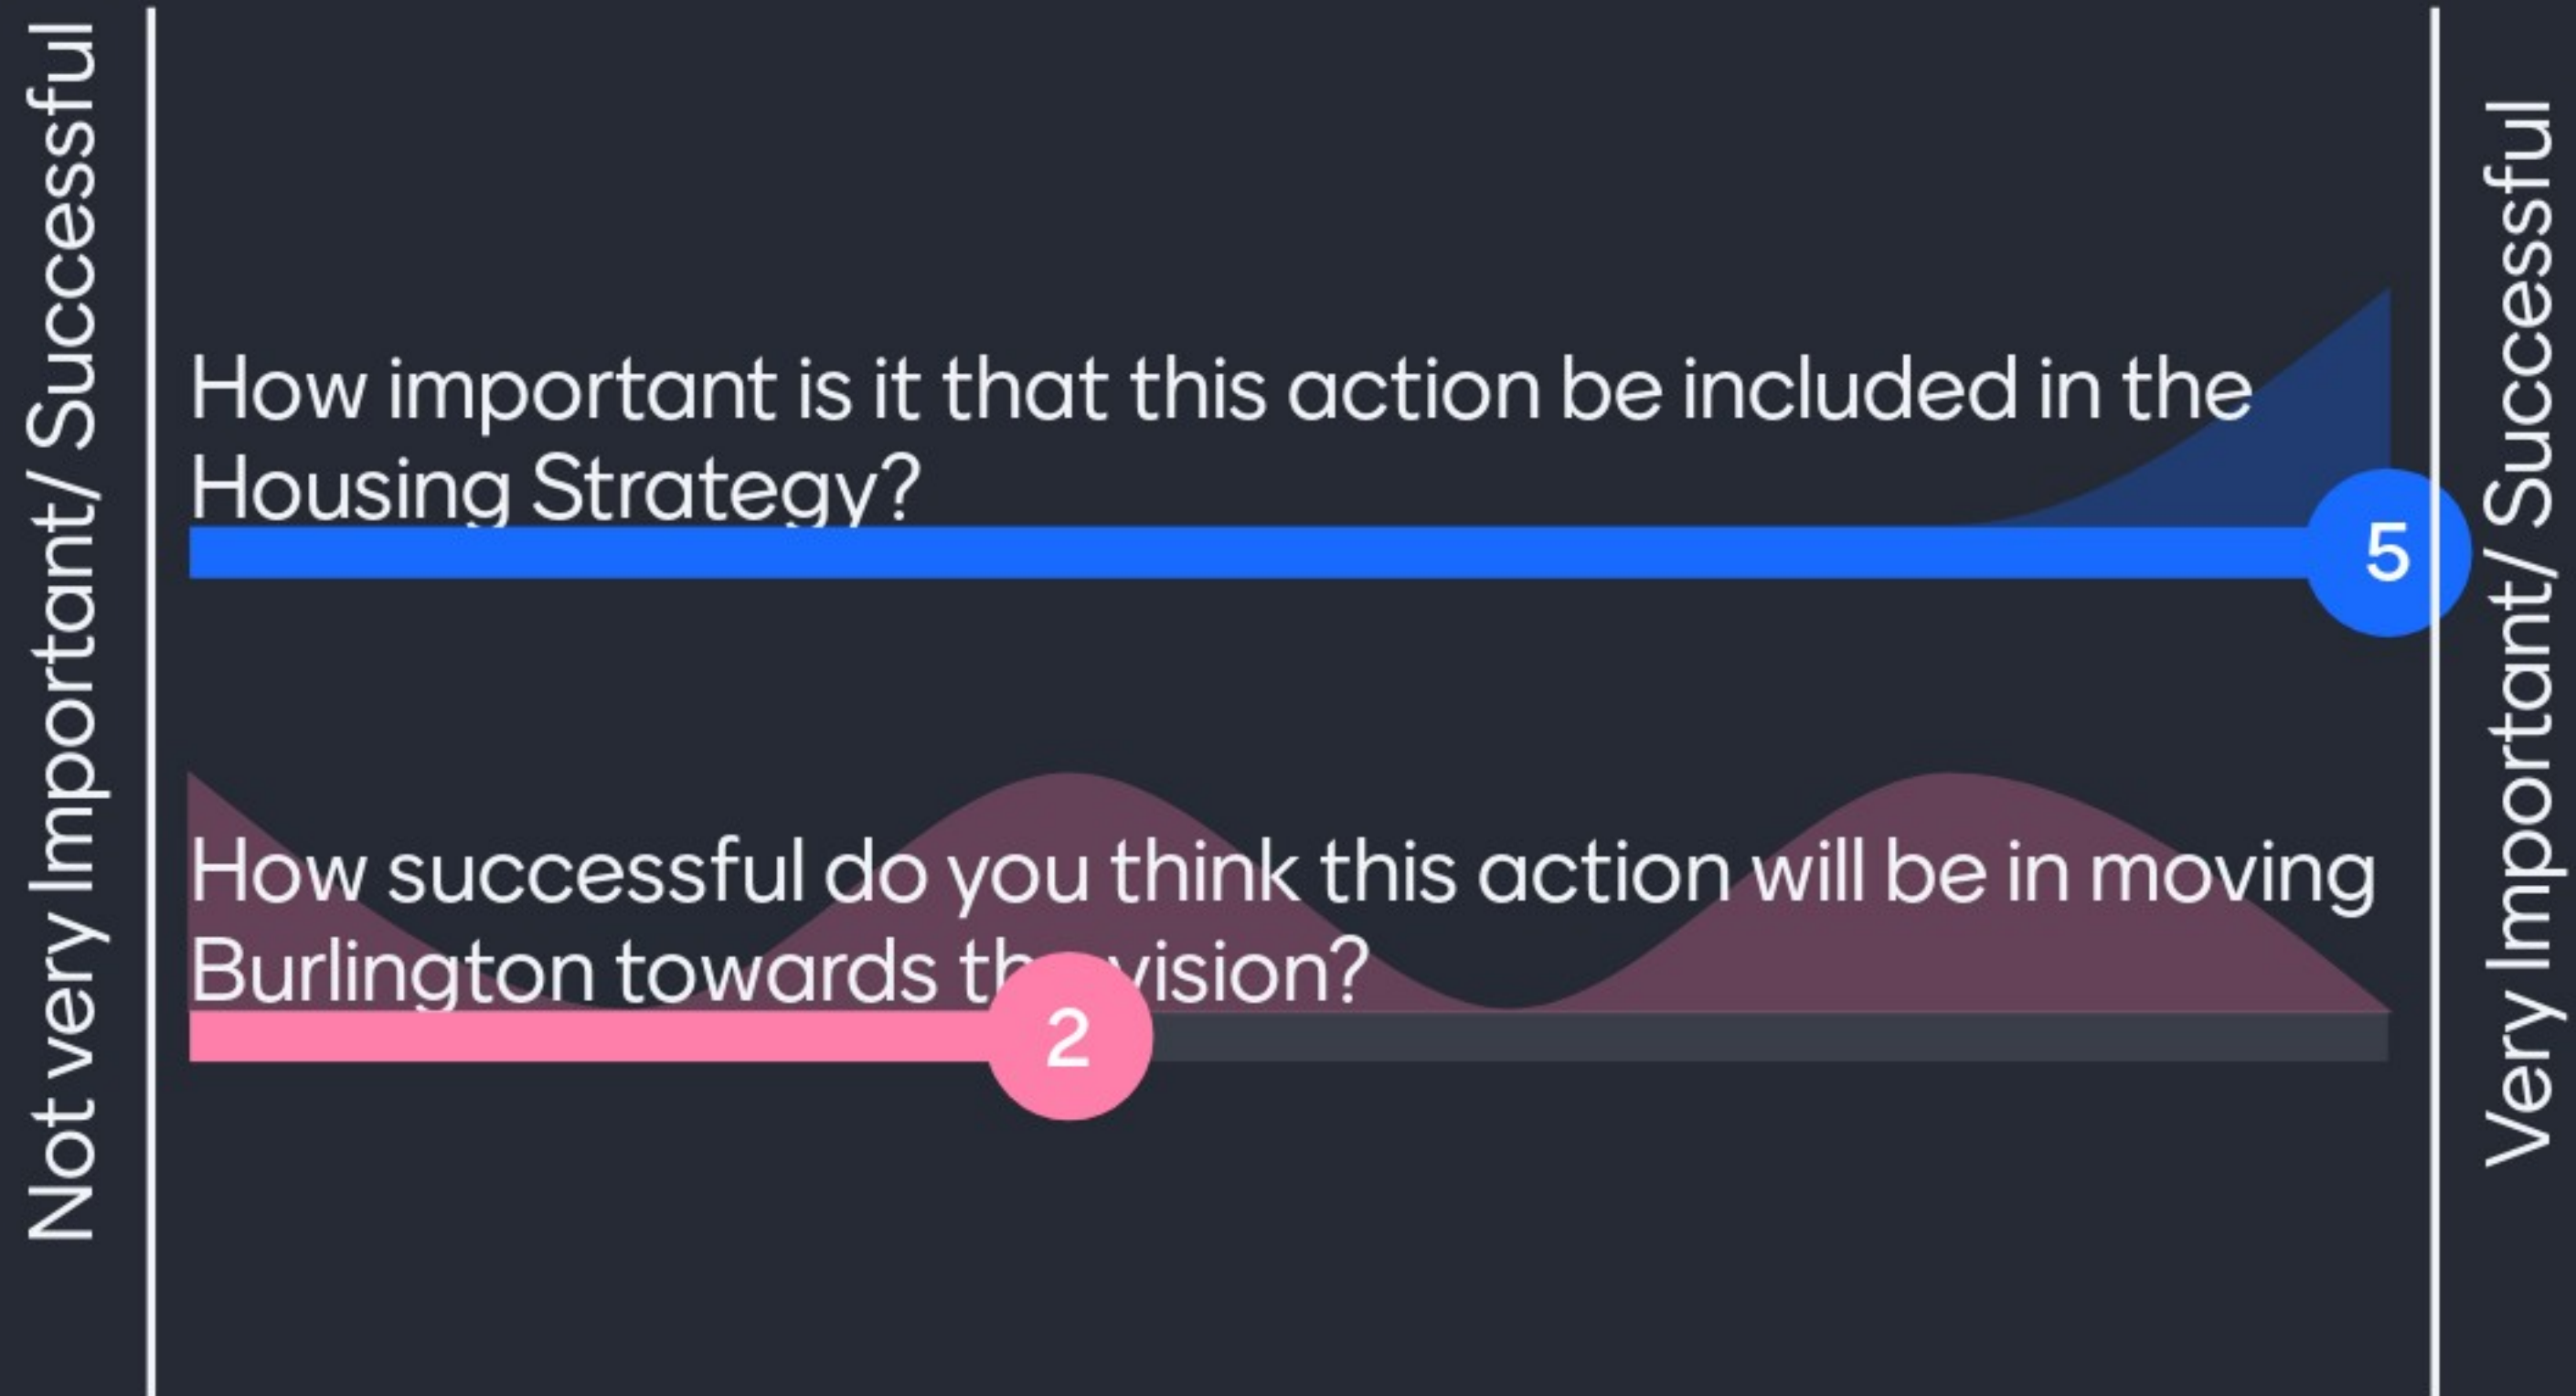 Not very Important/ Successful
How important is it that this action be included in the
Housing Strategy?
5
How successful do you think this action will be in moving
Burlington towards vision?
2
Very Important/ Successful